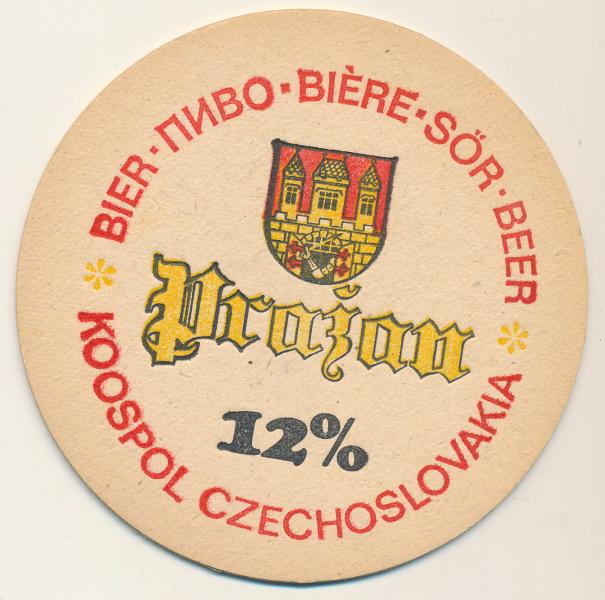 BIER · ПИВО · BIÈRE · SÖR · BEER
Pražan
12%
KOOSPOL CZECHOSLOVAKIA